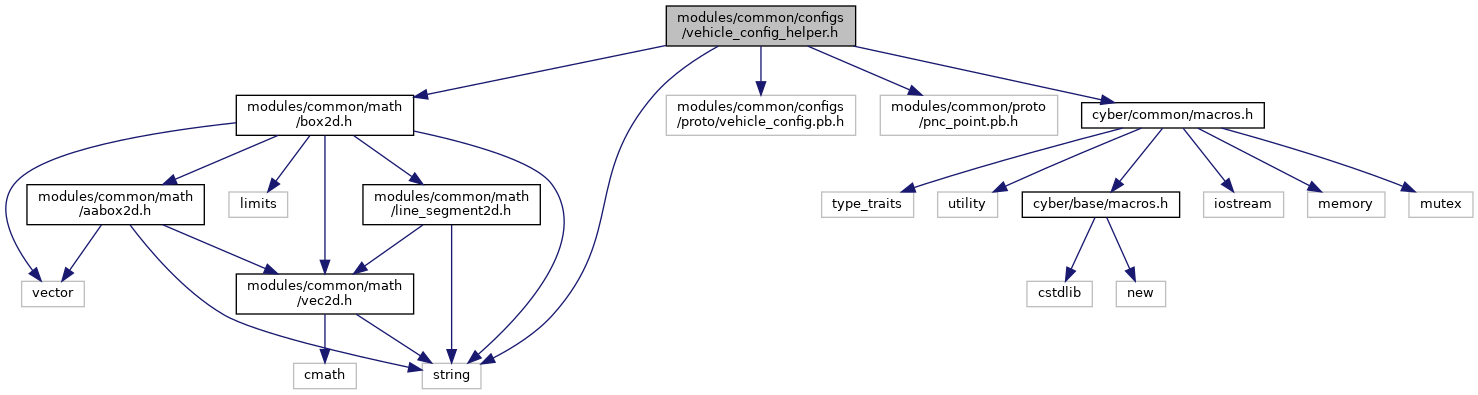 modules/common/configs
/vehicle_config_helper.h
modules/common/math
/box2d.h
modules/common/configs
/proto/vehicle_config.pb.h
modules/common/proto
/pnc_point.pb.h
cyber/common/macros.h
modules/common/math
/aabox2d.h
limits
modules/common/math
/line_segment2d.h
type_traits
utility
cyber/base/macros.h
iostream
memory
mutex
vector
modules/common/math
/vec2d.h
cstdlib
new
cmath
string